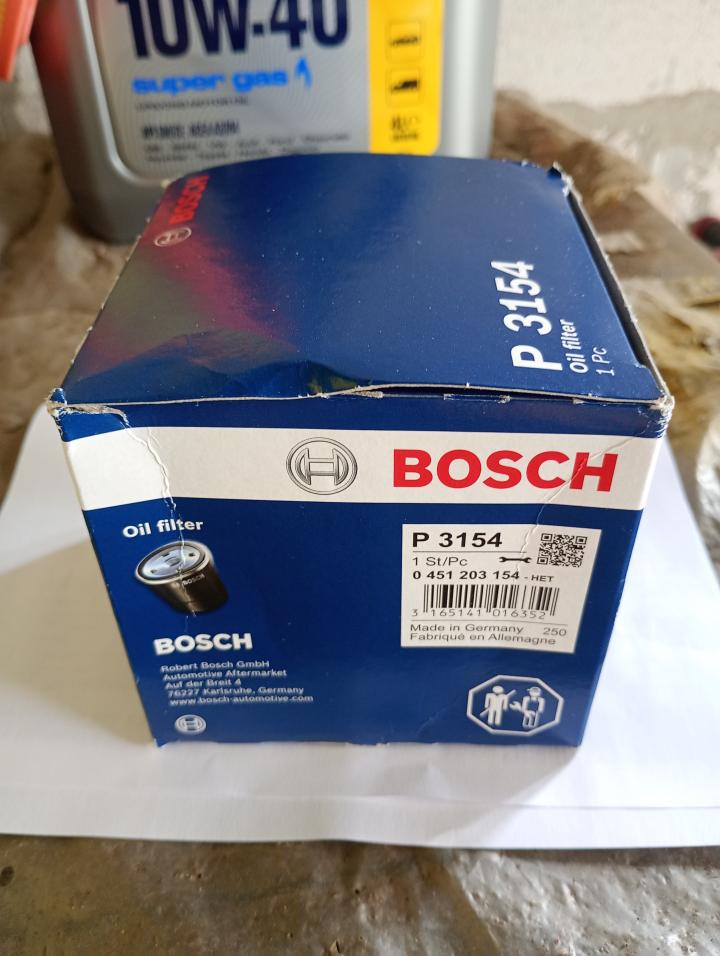 10W-40
super gas
BOSCH
P 3154
Oil filter
1 Pc
BOSCH
Oil filter
BOSCH
P 3154
1 St/Pc
0 451 203 154 - HET
3 165141 016352
Made in Germany 250
Fabriqué en Allemagne
BOSCH
Robert Bosch GmbH
Automotive Aftermarket
Auf der Breit 4
76227 Karlsruhe, Germany
www.bosch-automotive.com